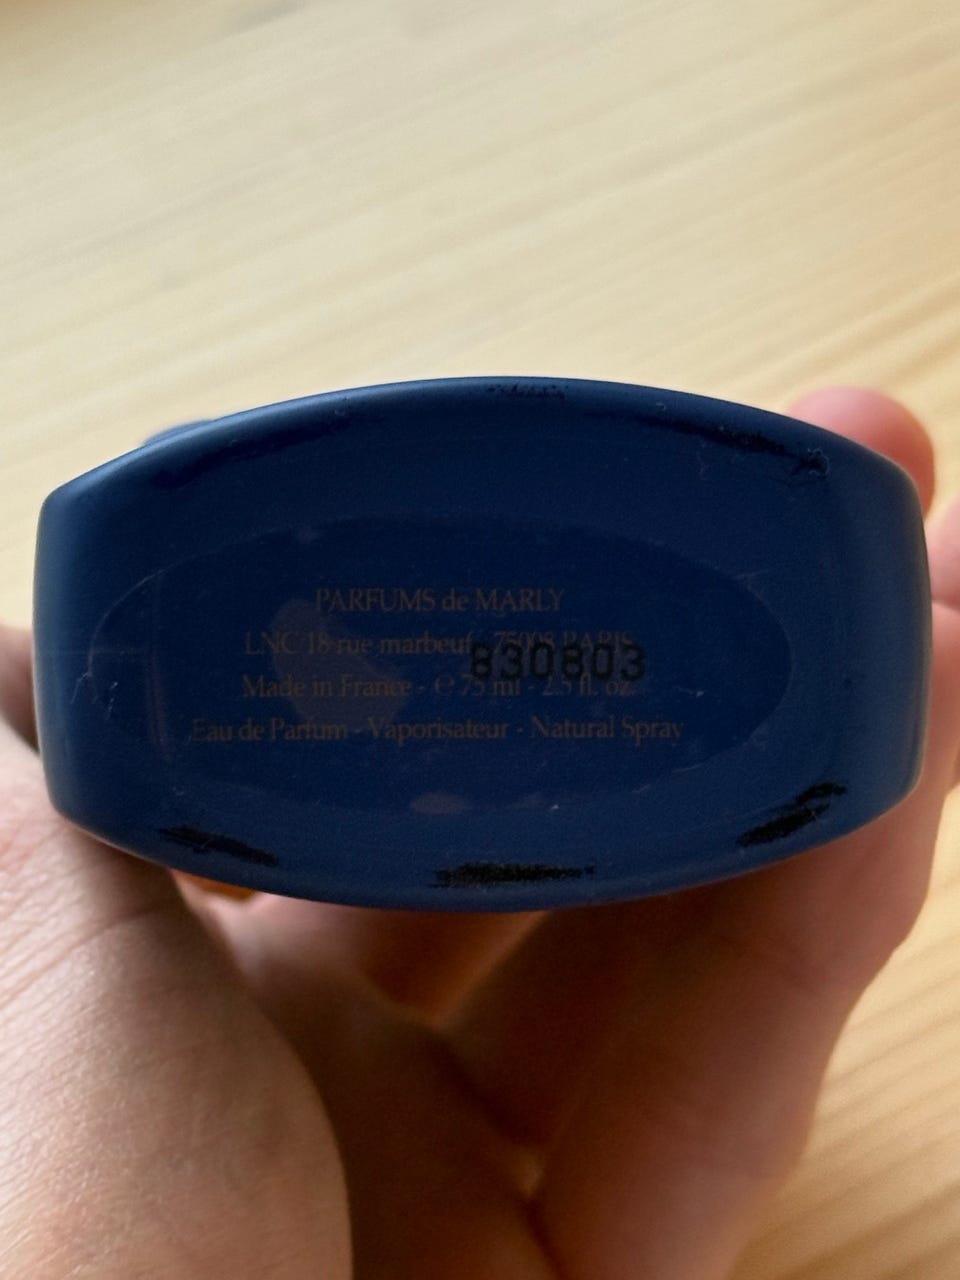 PARFUMS de MARLY
LNC 18 rue marbeuf - 75008 PARIS
830803
Made in France - ℮ 75 ml - 2.5 fl. oz.
Eau de Parfum - Vaporisateur - Natural Spray